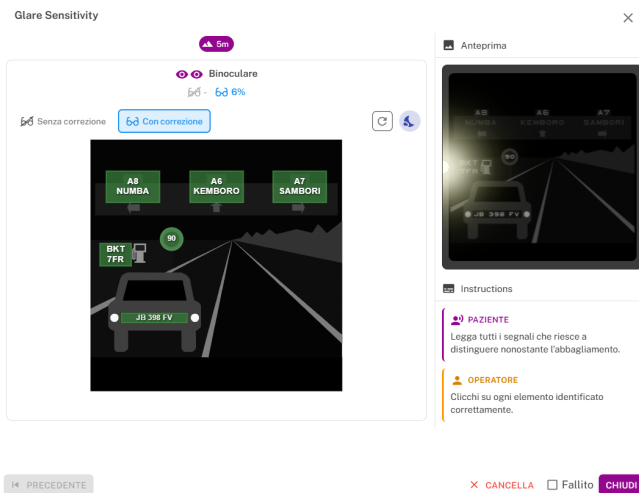 Glare Sensitivity
5m
Binoculare
- 6%
Senza correzione
Con correzione
A8
NUMBA
A6
KEMBORO
A7
SAMBORI
90
BKT
7FR
JB 398 FV
Anteprima
A8
NUMBA
A6
KEMBORO
A7
SAMBORI
90
BKT
7FR
JB 398 FV
Instructions
PAZIENTE
Legga tutti i segnali che riesce a
distinguere nonostante l'abbagliamento.
OPERATORE
Clicchi su ogni elemento identificato
correttamente.
PRECEDENTE
CANCELLA
Fallito
CHIUDI